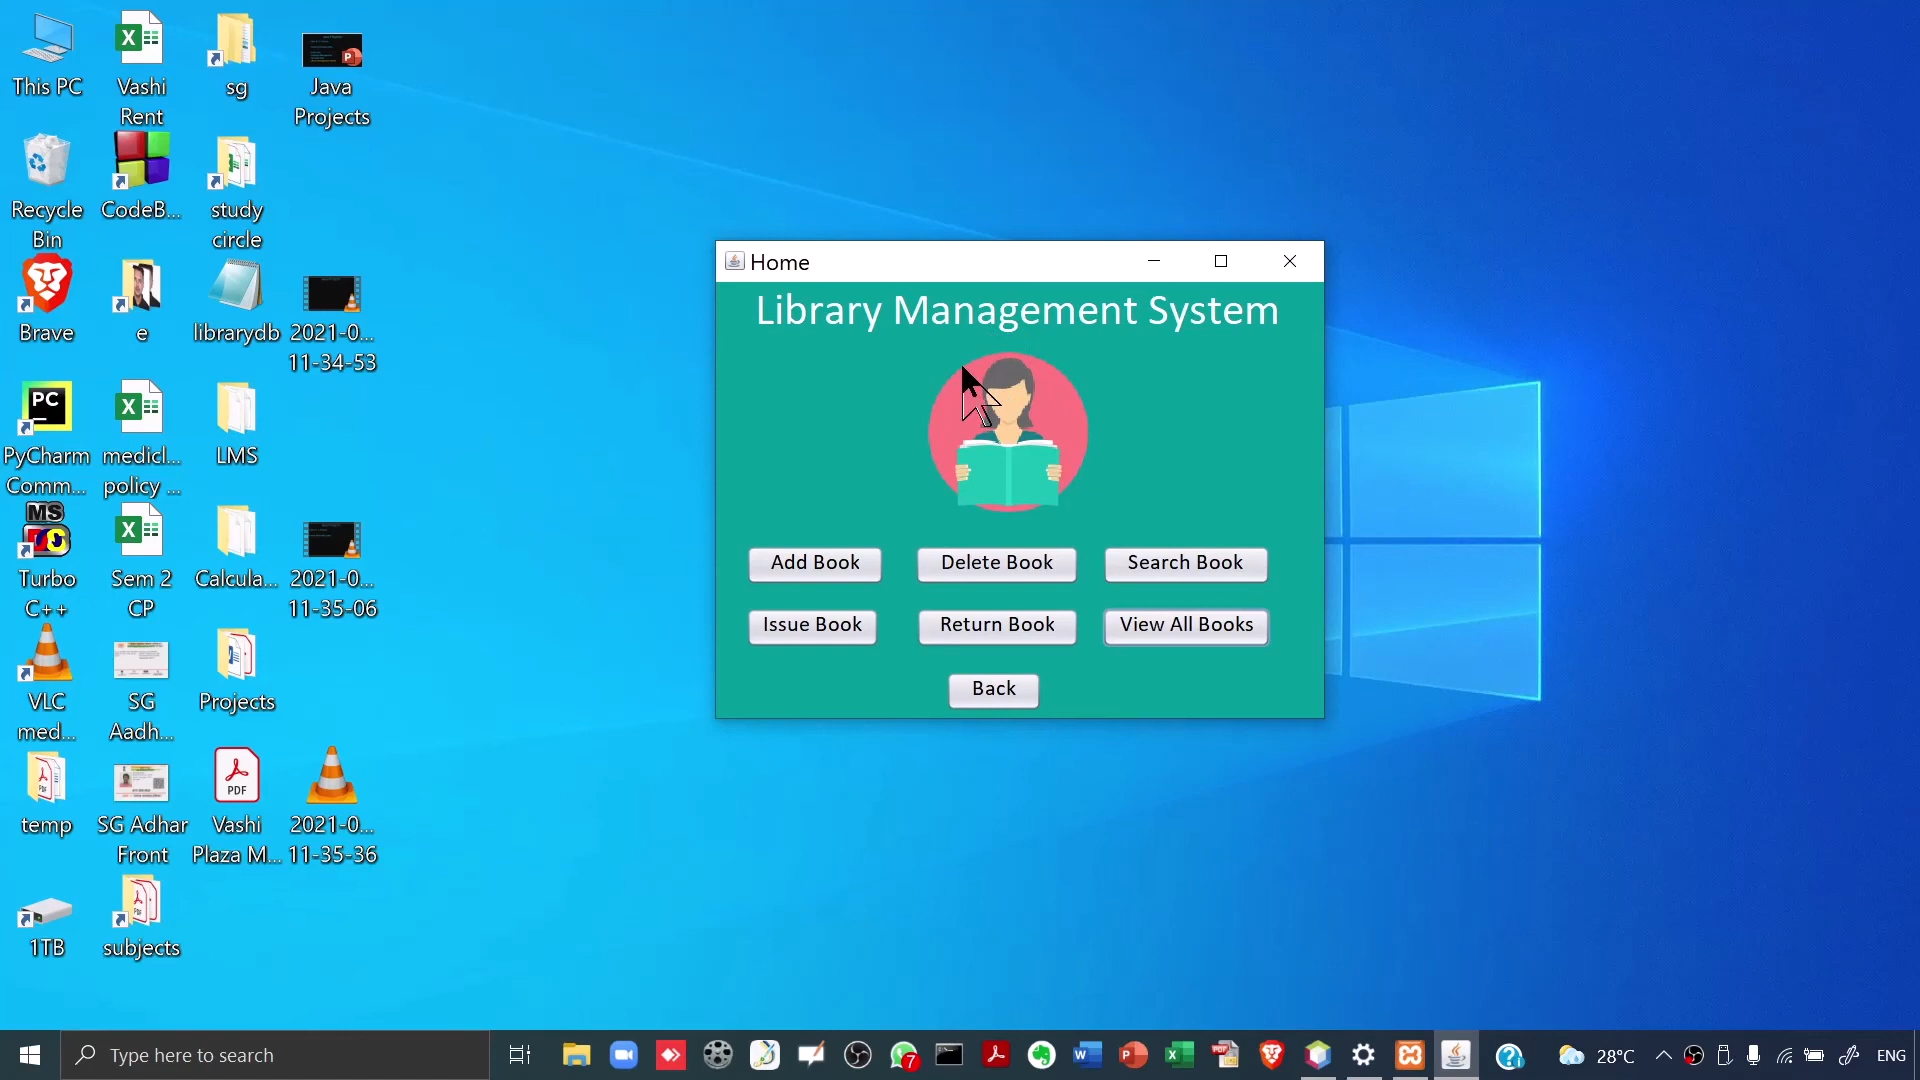 This PC
Vashi
Rent
sg
Java
Projects
Recycle
Bin
CodeB...
study
circle
Brave
e
librarydb
2021-0...
11-34-53
PyCharm
Comm...
medicl...
policy ...
LMS
Turbo
C++
Sem 2
CP
Calcula...
2021-0...
11-35-06
VLC
med...
SG
Aadh...
Projects
temp
SG Adhar
Front
Vashi
Plaza M...
2021-0...
11-35-36
1TB
subjects
Home
Library Management System
Add Book
Delete Book
Search Book
Issue Book
Return Book
View All Books
Back
Type here to search
7
28°C
ENG